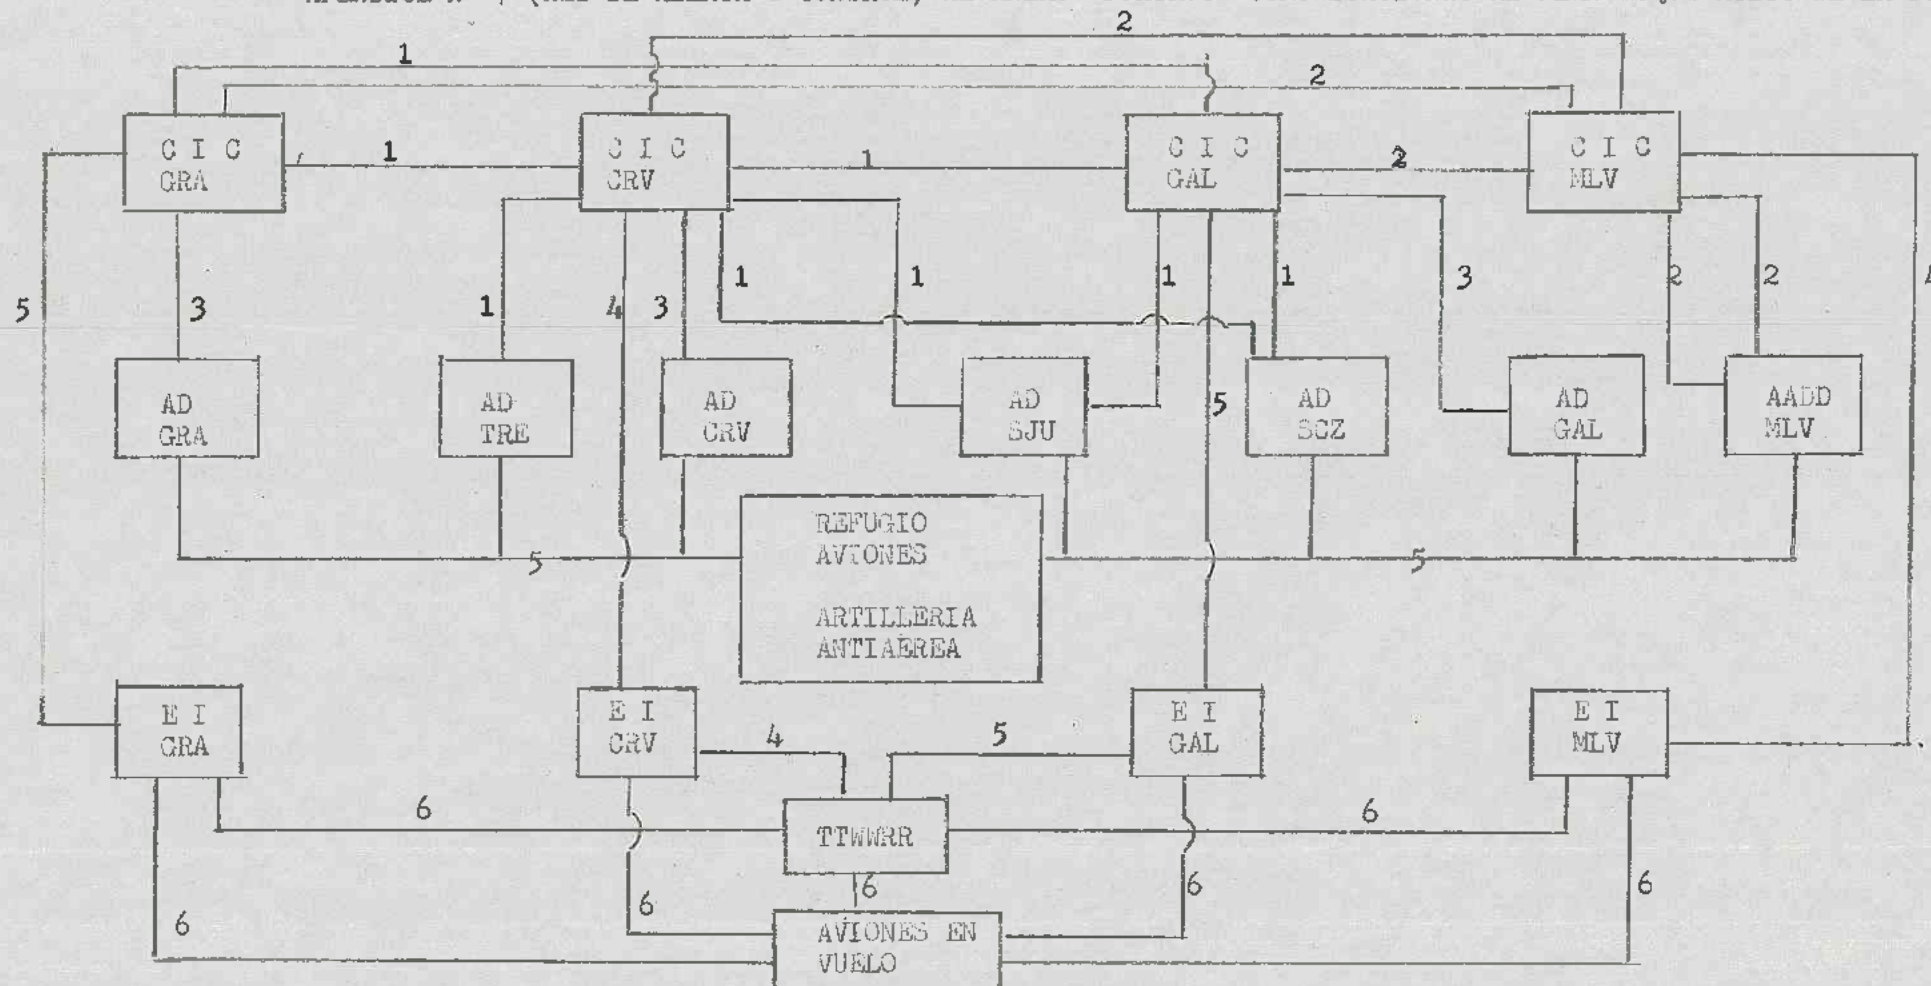 2
1
2
C I C
GRA
1
C I C
CRV
1
C I C
GAL
2
C I C
MLV
5
3
1
4
3
1
1
1
5
1
3
2
2
4
AD
GRA
AD
TRE
AD
CRV
AD
SJU
AD
SCZ
AD
GAL
AADD
MLV
5
REFUGIO
AVIONES
ARTILLERIA
ANTIAÉREA
5
E I
GRA
E I
CRV
E I
GAL
E I
MLV
4
5
6
TTWWRR
6
6
6
6
6
6
AVIONES EN
VUELO